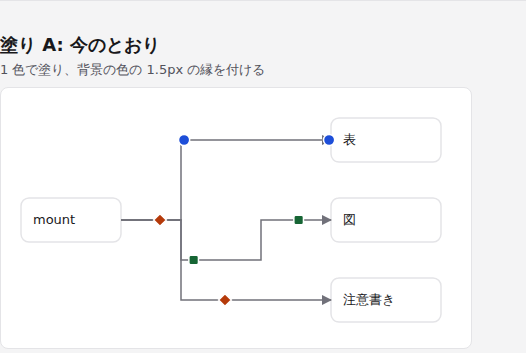 塗り A: 今のとおり
1 色で塗り、背景の色の 1.5px の縁を付ける
表
mount
図
注意書き